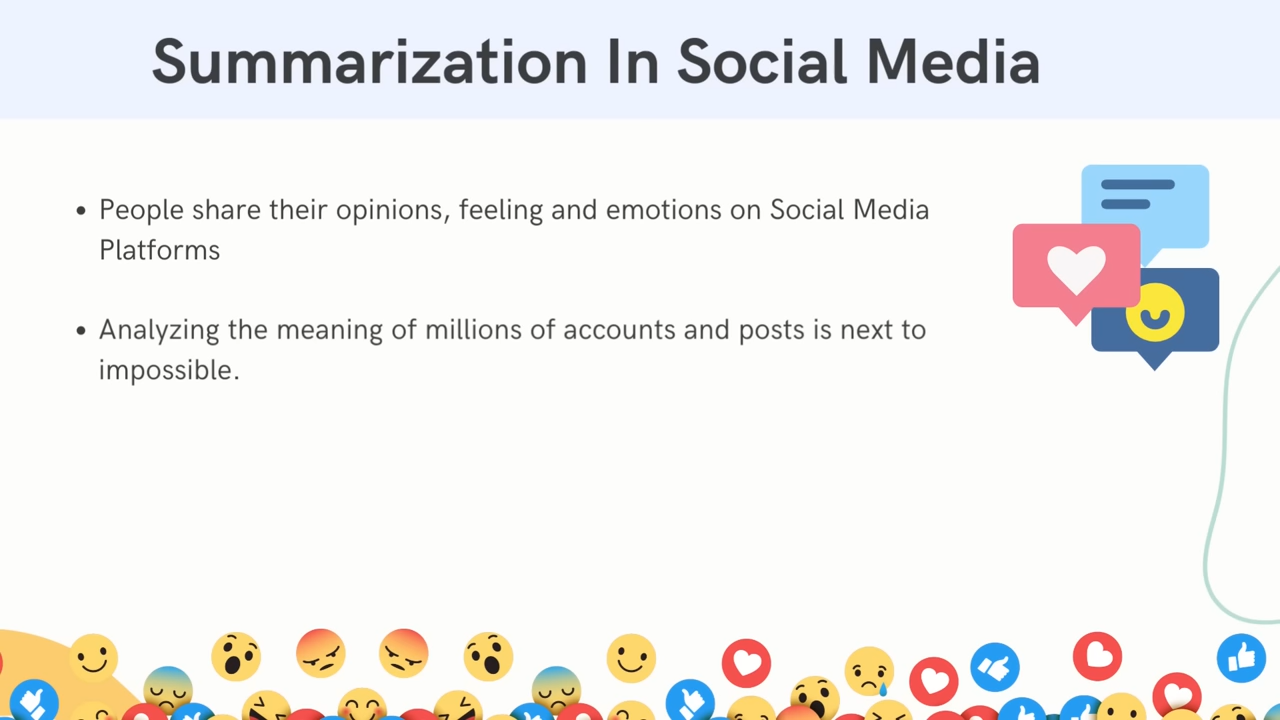 Summarization In Social Media
• People share their opinions, feeling and emotions on Social Media
Platforms
• Analyzing the meaning of millions of accounts and posts is next to
impossible.